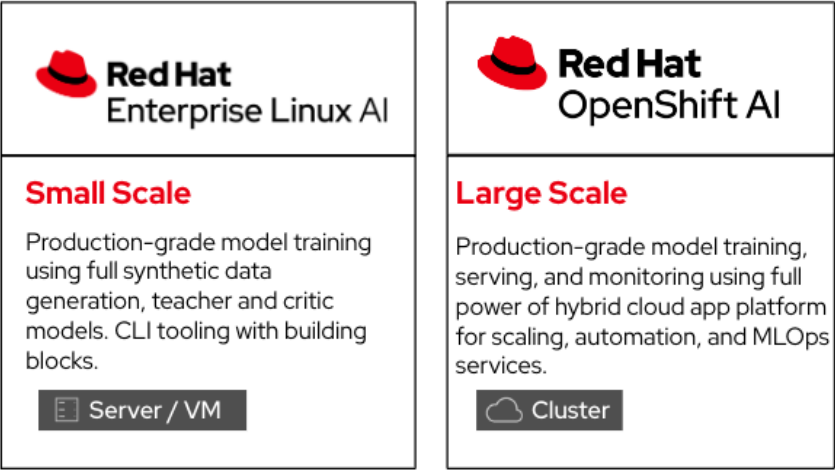 Red Hat
Enterprise Linux AI
Small Scale
Production-grade model training
using full synthetic data
generation, teacher and critic
models. CLI tooling with building
blocks.
Server / VM
Red Hat
OpenShift AI
Large Scale
Production-grade model training,
serving, and monitoring using full
power of hybrid cloud app platform
for scaling, automation, and MLOps
services.
Cluster